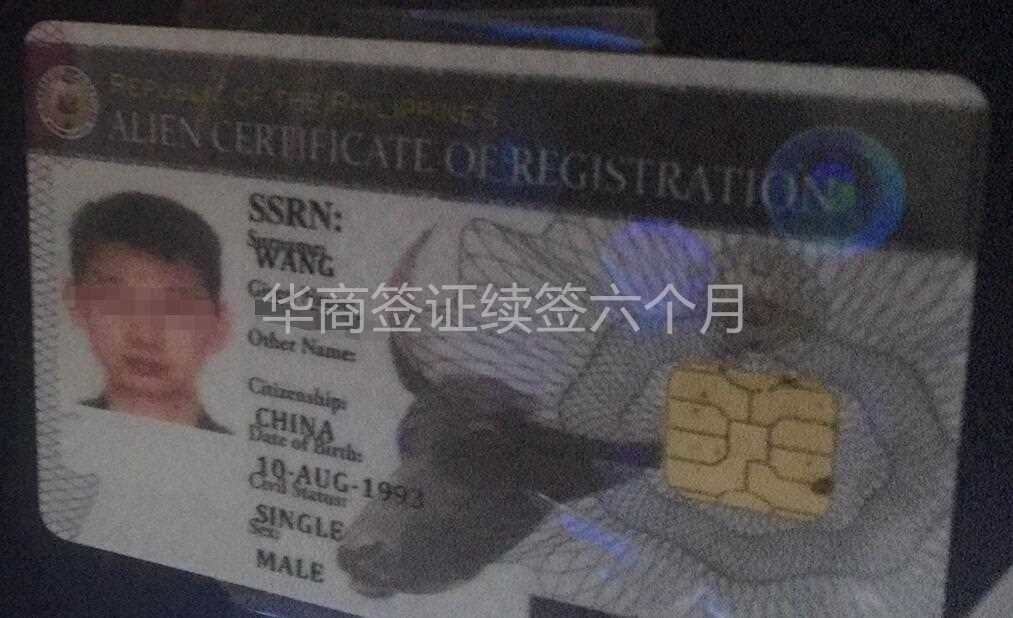 REPUBLIC OF THE PHILIPPINES
ALIEN CERTIFICATE OF REGISTRATION
SSRN:
Surname:
WANG
华商签证续签六个月
Other Name:
Citizenship:
CHINA
Date of Birth:
10-AUG-1993
Civil Status:
SINGLE
Sex:
MALE